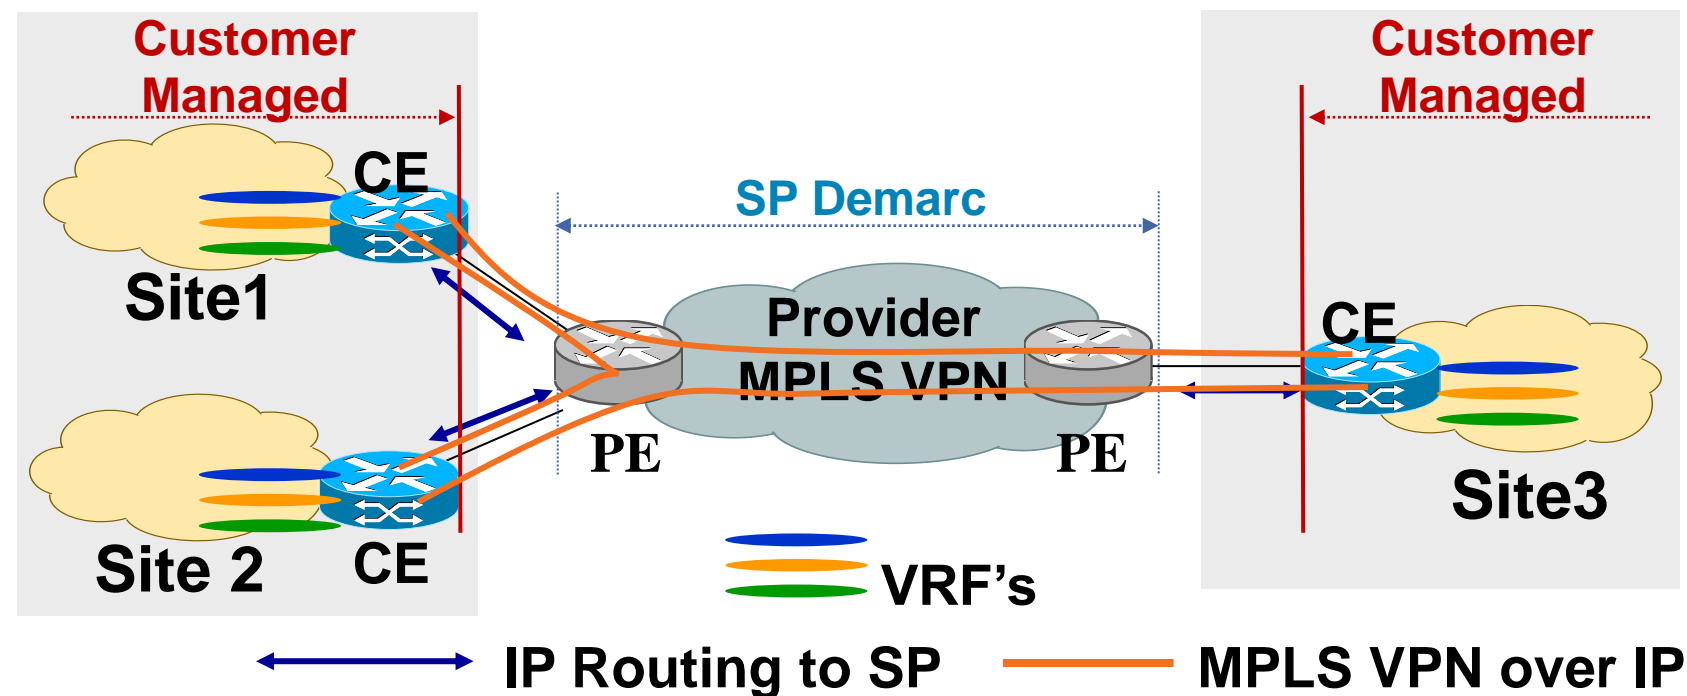 Customer
Managed
Customer
Managed
CE
SP Demarc
Site1
Provider
MPLS VPN
CE
PE
PE
Site3
Site 2
CE
VRF’s
IP Routing to SP
MPLS VPN over IP